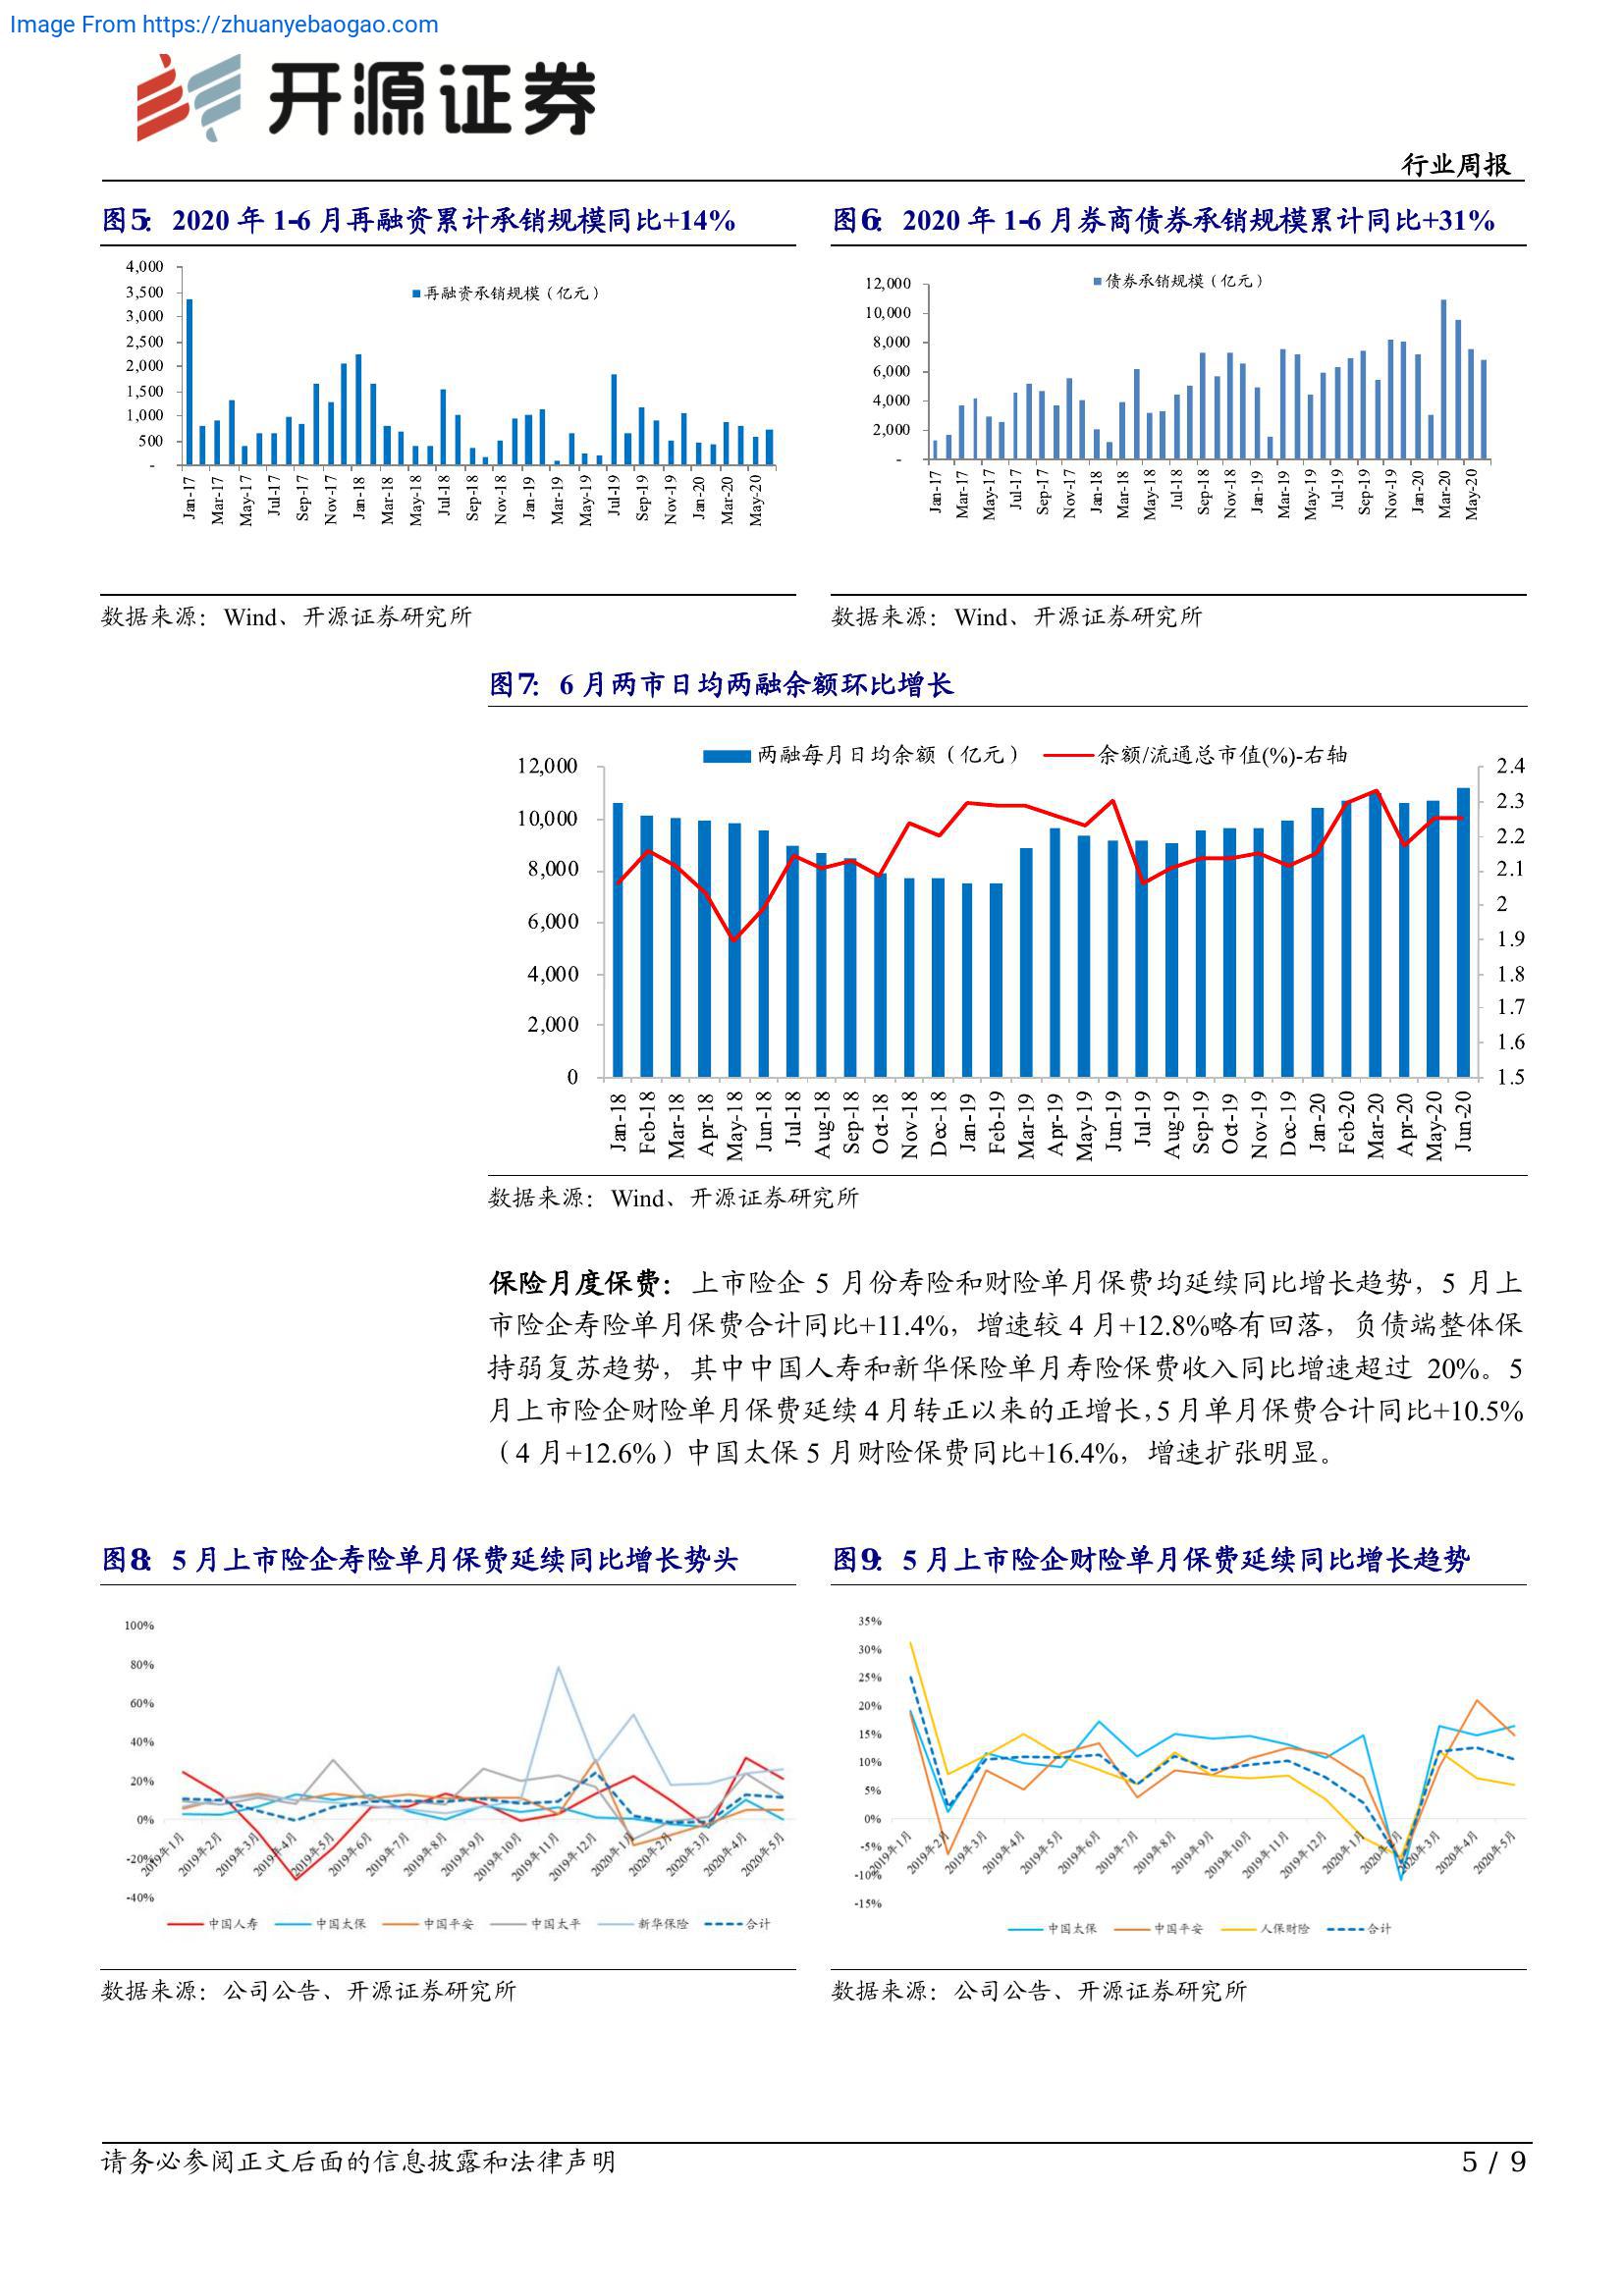 Image From https://zhuanyebaogao.com
开源证券
行业周报
图5： 2020 年 1-6 月再融资累计承销规模同比+14%
4,000
3,500
3,000
2,500
2,000
1,500
1,000
500
-
再融资承销规模（亿元）
Jan-17 Mar-17 May-17 Jul-17 Sep-17 Nov-17 Jan-18 Mar-18 May-18 Jul-18 Sep-18 Nov-18 Jan-19 Mar-19 May-19 Jul-19 Sep-19 Nov-19 Jan-20 Mar-20 May-20
数据来源：Wind、开源证券研究所
图6： 2020 年 1-6 月券商债券承销规模累计同比+31%
12,000
10,000
8,000
6,000
4,000
2,000
-
债券承销规模（亿元）
Jan-17 Mar-17 May-17 Jul-17 Sep-17 Nov-17 Jan-18 Mar-18 May-18 Jul-18 Sep-18 Nov-18 Jan-19 Mar-19 May-19 Jul-19 Sep-19 Nov-19 Jan-20 Mar-20 May-20
数据来源：Wind、开源证券研究所
图7： 6 月两市日均两融余额环比增长
两融每月日均余额（亿元） 余额/流通总市值(%)-右轴
12,000
10,000
8,000
6,000
4,000
2,000
0
2.4
2.3
2.2
2.1
2
1.9
1.8
1.7
1.6
1.5
Jan-18 Feb-18 Mar-18 Apr-18 May-18 Jun-18 Jul-18 Aug-18 Sep-18 Oct-18 Nov-18 Dec-18 Jan-19 Feb-19 Mar-19 Apr-19 May-19 Jun-19 Jul-19 Aug-19 Sep-19 Oct-19 Nov-19 Dec-19 Jan-20 Feb-20 Mar-20 Apr-20 May-20 Jun-20
数据来源：Wind、开源证券研究所
保险月度保费：上市险企 5 月份寿险和财险单月保费均延续同比增长趋势，5 月上
市险企寿险单月保费合计同比+11.4%，增速较 4 月+12.8%略有回落，负债端整体保
持弱复苏趋势，其中中国人寿和新华保险单月寿险保费收入同比增速超过 20%。5
月上市险企财险单月保费延续 4 月转正以来的正增长，5 月单月保费合计同比+10.5%
（4 月+12.6%）中国太保 5 月财险保费同比+16.4%，增速扩张明显。
图8： 5 月上市险企寿险单月保费延续同比增长势头
100%
80%
60%
40%
20%
0%
-20%
-40%
2019年1月 2019年2月 2019年3月 2019年4月 2019年5月 2019年6月 2019年7月 2019年8月 2019年9月 2019年10月 2019年11月 2019年12月 2020年1月 2020年2月 2020年3月 2020年4月 2020年5月
中国人寿 中国太保 中国平安 中国太平 新华保险 合计
数据来源：公司公告、开源证券研究所
图9： 5 月上市险企财险单月保费延续同比增长趋势
35%
30%
25%
20%
15%
10%
5%
0%
-5%
-10%
-15%
2019年1月 2019年2月 2019年3月 2019年4月 2019年5月 2019年6月 2019年7月 2019年8月 2019年9月 2019年10月 2019年11月 2019年12月 2020年1月 2020年2月 2020年3月 2020年4月 2020年5月
中国太保 中国平安 人保财险 合计
数据来源：公司公告、开源证券研究所
请务必参阅正文后面的信息披露和法律声明
5 / 9